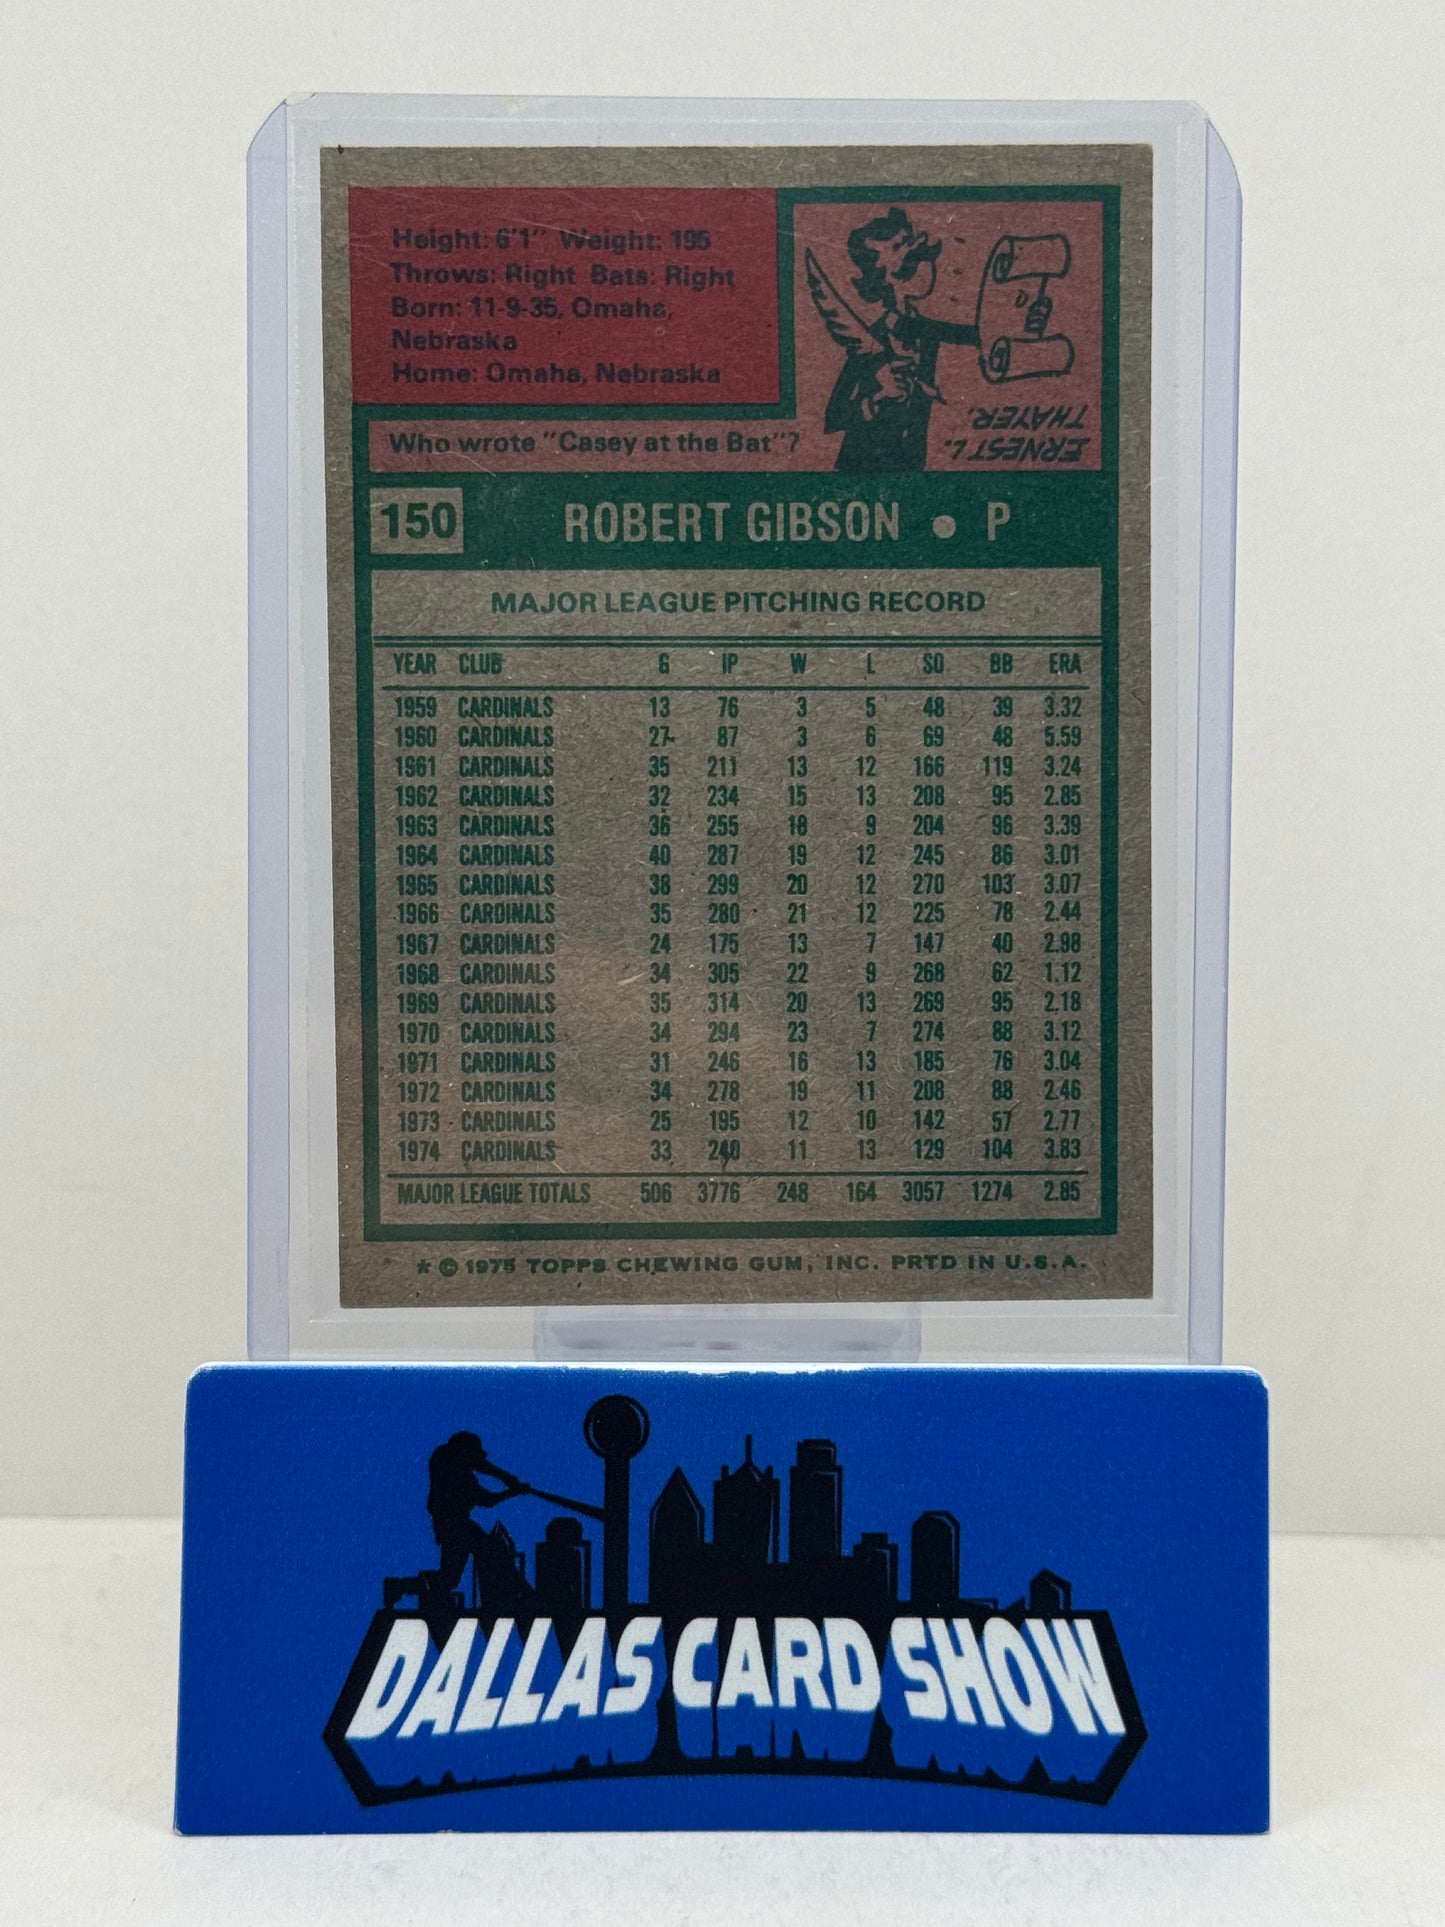 Height: 6'1" Weight: 195
Throws: Right Bats: Right
Born: 11-9-35, Omaha,
Nebraska
Home: Omaha, Nebraska
Who wrote "Casey at the Bat"?
ERNEST L.
THAYER.
150 ROBERT GIBSON • P
MAJOR LEAGUE PITCHING RECORD
YEAR CLUB G IP W L SO BB ERA
1959 CARDINALS 13 76 3 5 48 39 3.32
1960 CARDINALS 27 87 3 6 69 48 5.59
1961 CARDINALS 35 211 13 12 166 119 3.24
1962 CARDINALS 32 234 15 13 208 95 2.85
1963 CARDINALS 36 255 18 9 204 96 3.39
1964 CARDINALS 40 287 19 12 245 86 3.01
1965 CARDINALS 38 299 20 12 270 103 3.07
1966 CARDINALS 35 280 21 12 225 78 2.44
1967 CARDINALS 24 175 13 7 147 40 2.98
1968 CARDINALS 34 305 22 9 268 62 1.12
1969 CARDINALS 35 314 20 13 269 95 2.18
1970 CARDINALS 34 294 23 7 274 88 3.12
1971 CARDINALS 31 246 16 13 185 76 3.04
1972 CARDINALS 34 278 19 11 208 88 2.46
1973 CARDINALS 25 195 12 10 142 57 2.77
1974 CARDINALS 33 240 11 13 129 104 3.83
MAJOR LEAGUE TOTALS 506 3776 248 164 3057 1274 2.85
* © 1975 TOPPS CHEWING GUM, INC. PRTD IN U.S.A.
DALLAS CARD SHOW